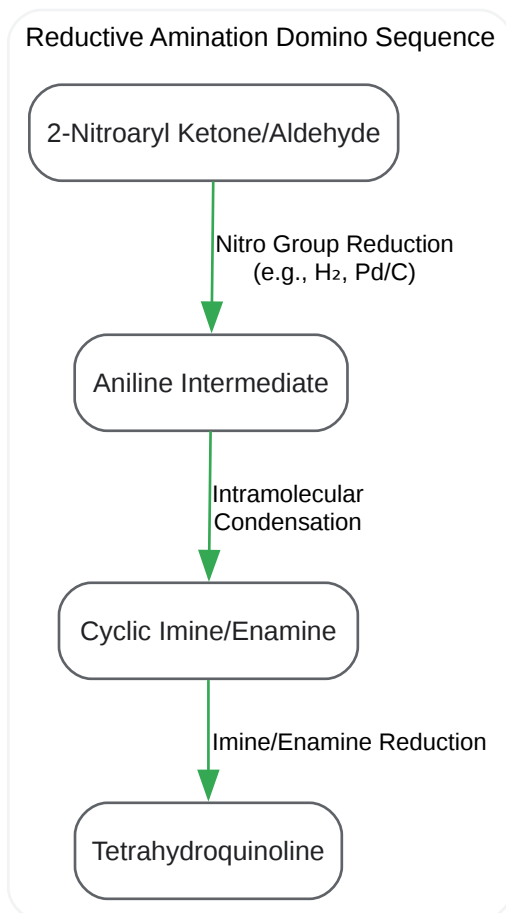 Reductive Amination Domino Sequence
2-Nitroaryl Ketone/Aldehyde
Nitro Group Reduction
(e.g., H₂, Pd/C)
Aniline Intermediate
Intramolecular
Condensation
Cyclic Imine/Enamine
Imine/Enamine Reduction
Tetrahydroquinoline